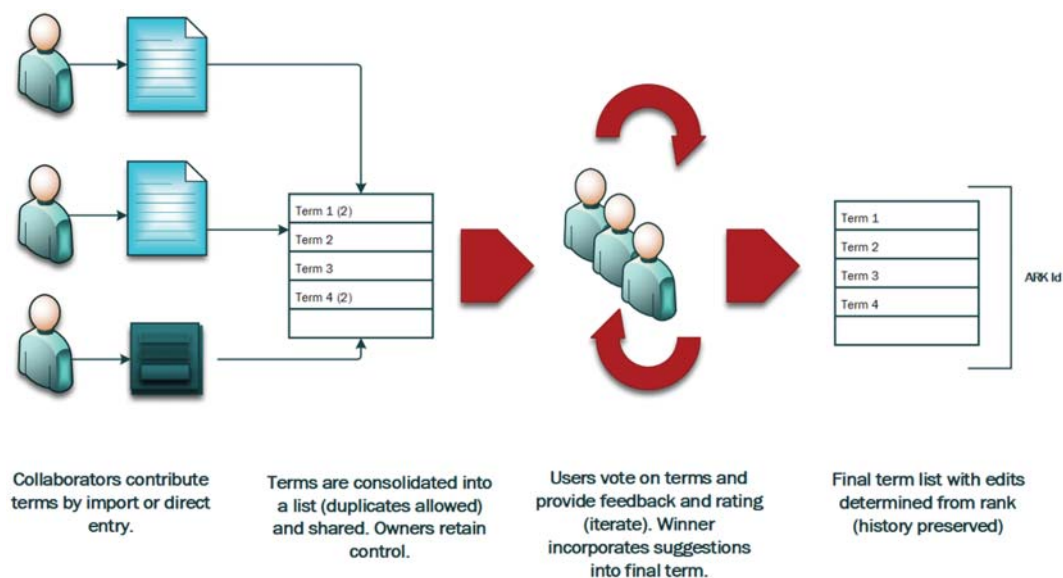 Term 1 (2)
Term 2
Term 3
Term 4 (2)
Term 1
Term 2
Term 3
Term 4
ARK Id
Collaborators contribute
terms by import or direct
entry.
Terms are consolidated into
a list (duplicates allowed)
and shared. Owners retain
control.
Users vote on terms and
provide feedback and rating
(iterate). Winner
incorporates suggestions
into final term.
Final term list with edits
determined from rank
(history preserved)